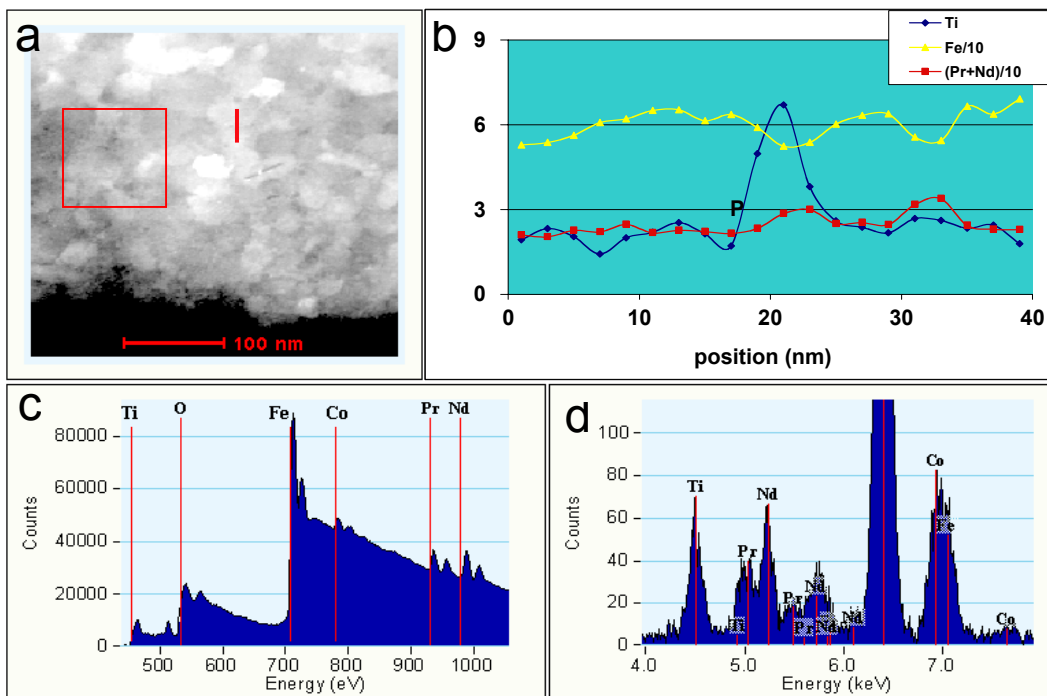 a
100 nm
b
Ti
Fe/10
(Pr+Nd)/10
9
6
3
0
P
0 10 20 30 40
position (nm)
c
Ti O Fe Co Pr Nd
80000
60000
40000
20000
0
Counts
500 600 700 800 900 1000
Energy (eV)
d
100
80
60
40
20
0
Counts
Ti Pr Nd Co
Fe
Pr Nd
Ti Pr Nd Nd Co
4.0 5.0 6.0 7.0
Energy (keV)